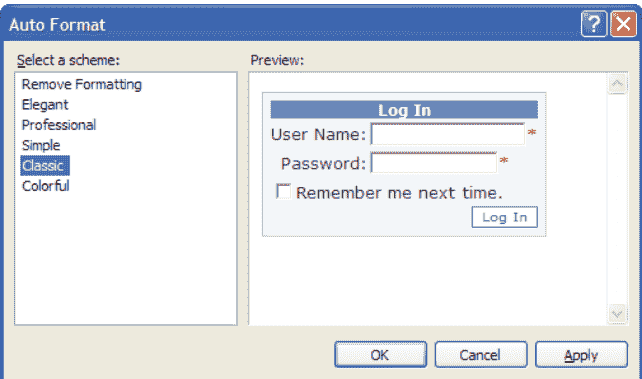 Auto Format
Select a scheme:
Remove Formatting
Elegant
Professional
Simple
Classic
Colorful
Preview:
Log In
User Name: *
Password: *
Remember me next time.
Log In
OK Cancel Apply